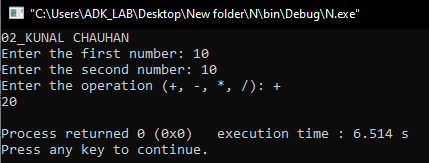 "C:\Users\ADK_LAB\Desktop\New folder\N\bin\Debug\N.exe"
02_KUNAL CHAUHAN
Enter the first number: 10
Enter the second number: 10
Enter the operation (+, -, *, /): +
20
Process returned 0 (0x0)   execution time : 6.514 s
Press any key to continue.